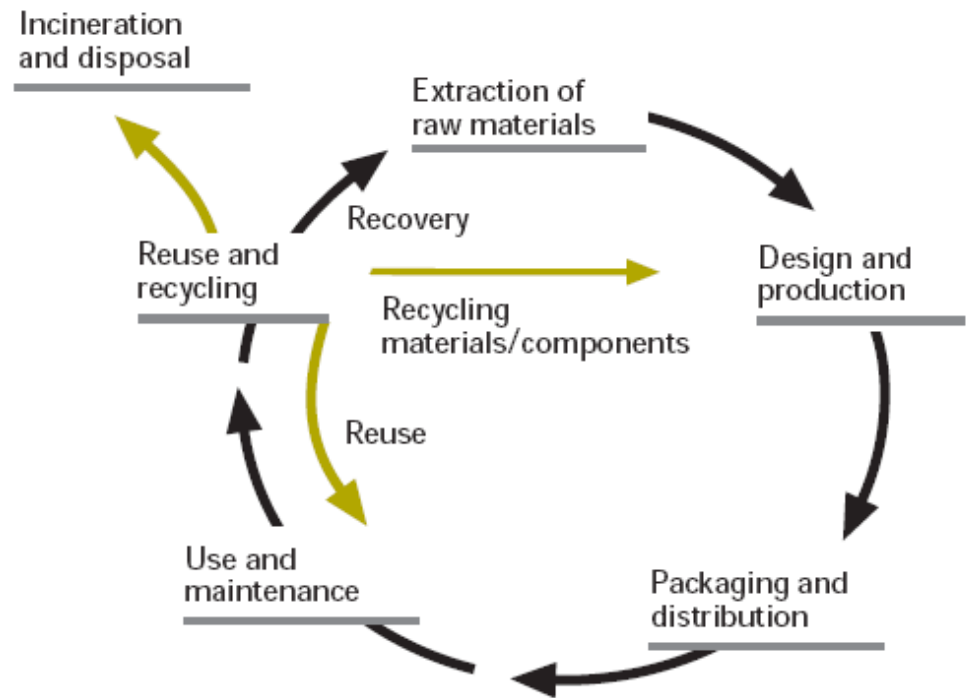 Incineration
and disposal
Extraction of
raw materials
Recovery
Reuse and
recycling
Design and
production
Recycling
materials/components
Reuse
Use and
maintenance
Packaging and
distribution